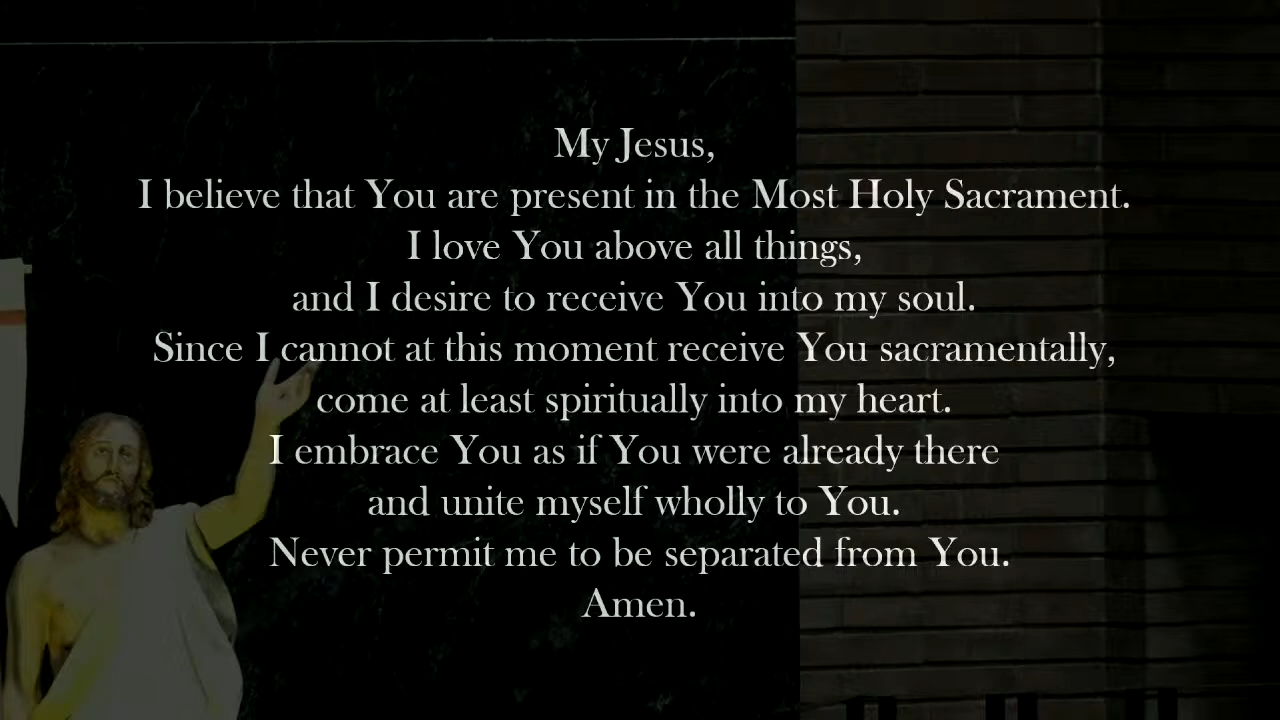 My Jesus,
I believe that You are present in the Most Holy Sacrament.
I love You above all things,
and I desire to receive You into my soul.
Since I cannot at this moment receive You sacramentally,
come at least spiritually into my heart.
I embrace You as if You were already there
and unite myself wholly to You.
Never permit me to be separated from You.
Amen.